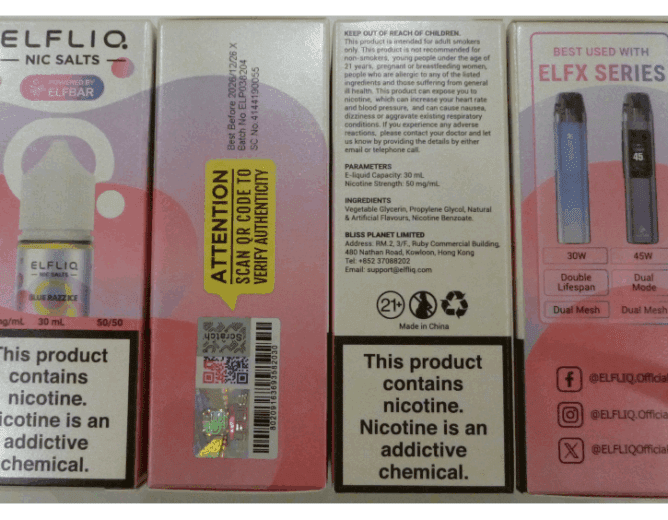 ELFLIQ
NIC SALTS
POWERED BY
ELFBAR
ELFLIQ
NIC SALTS
BLUE RAZZ ICE
mg/mL 30 mL 50/50
This product
contains
nicotine.
Nicotine is an
addictive
chemical.
Best Before 2026/12/26 X
Batch No ELP038204
SC No:4144190055
ATTENTION
SCAN QR CODE TO
VERIFY AUTHENTICITY
Scratch
KEEP OUT OF REACH OF CHILDREN.
This product is intended for adult smokers
only. This product is not recommended for
non-smokers, young people under the age of
21 years, pregnant or breastfeeding women,
people who are allergic to any of the listed
ingredients and those suffering from general
ill health. This product can expose you to
nicotine, which can increase your heart rate
and blood pressure, and can cause nausea,
dizziness or aggravate existing respiratory
conditions. If you experience any adverse
reactions, please contact your doctor and let
us know by providing the details by either
email or telephone call.
PARAMETERS
E-liquid Capacity: 30 mL
Nicotine Strength: 50 mg/mL
INGREDIENTS
Vegetable Glycerin, Propylene Glycol, Natural
& Artificial Flavours, Nicotine Benzoate.
BLISS PLANET LIMITED
Address: RM.2, 3/F., Ruby Commercial Building,
480 Nathan Road, Kowloon, Hong Kong
Tel: +852 37088202
Email: support@elfliq.com
21+
Made in China
This product
contains
nicotine.
Nicotine is an
addictive
chemical.
BEST USED WITH
ELFX SERIES
45
30W 45W
Double Dual
Lifespan Mode
Dual Mesh Dual Mesh
@ELFLIQ.Official
@ELFLIQ.Official
@ELFLIQOfficial